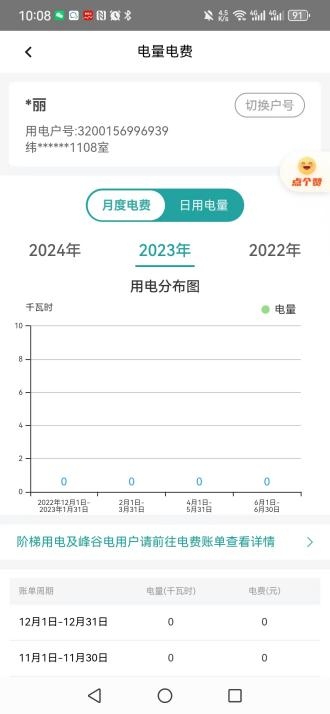 10:08
4.5 K/s 4G 4G 91
电量电费
*丽
切换户号
用电户号:3200156996939
纬******1108室
点个赞
月度电费 日用电量
2024年 2023年 2022年
用电分布图
千瓦时
电量
10
8
6
4
2
0
0 0 0 0
2022年12月1日- 2月1日- 4月1日- 6月1日-
2023年1月31日 3月31日 5月31日 6月30日
阶梯用电及峰谷电用户请前往电费账单查看详情
账单周期 电量(千瓦时) 电费(元)
12月1日-12月31日 0 0
11月1日-11月30日 0 0